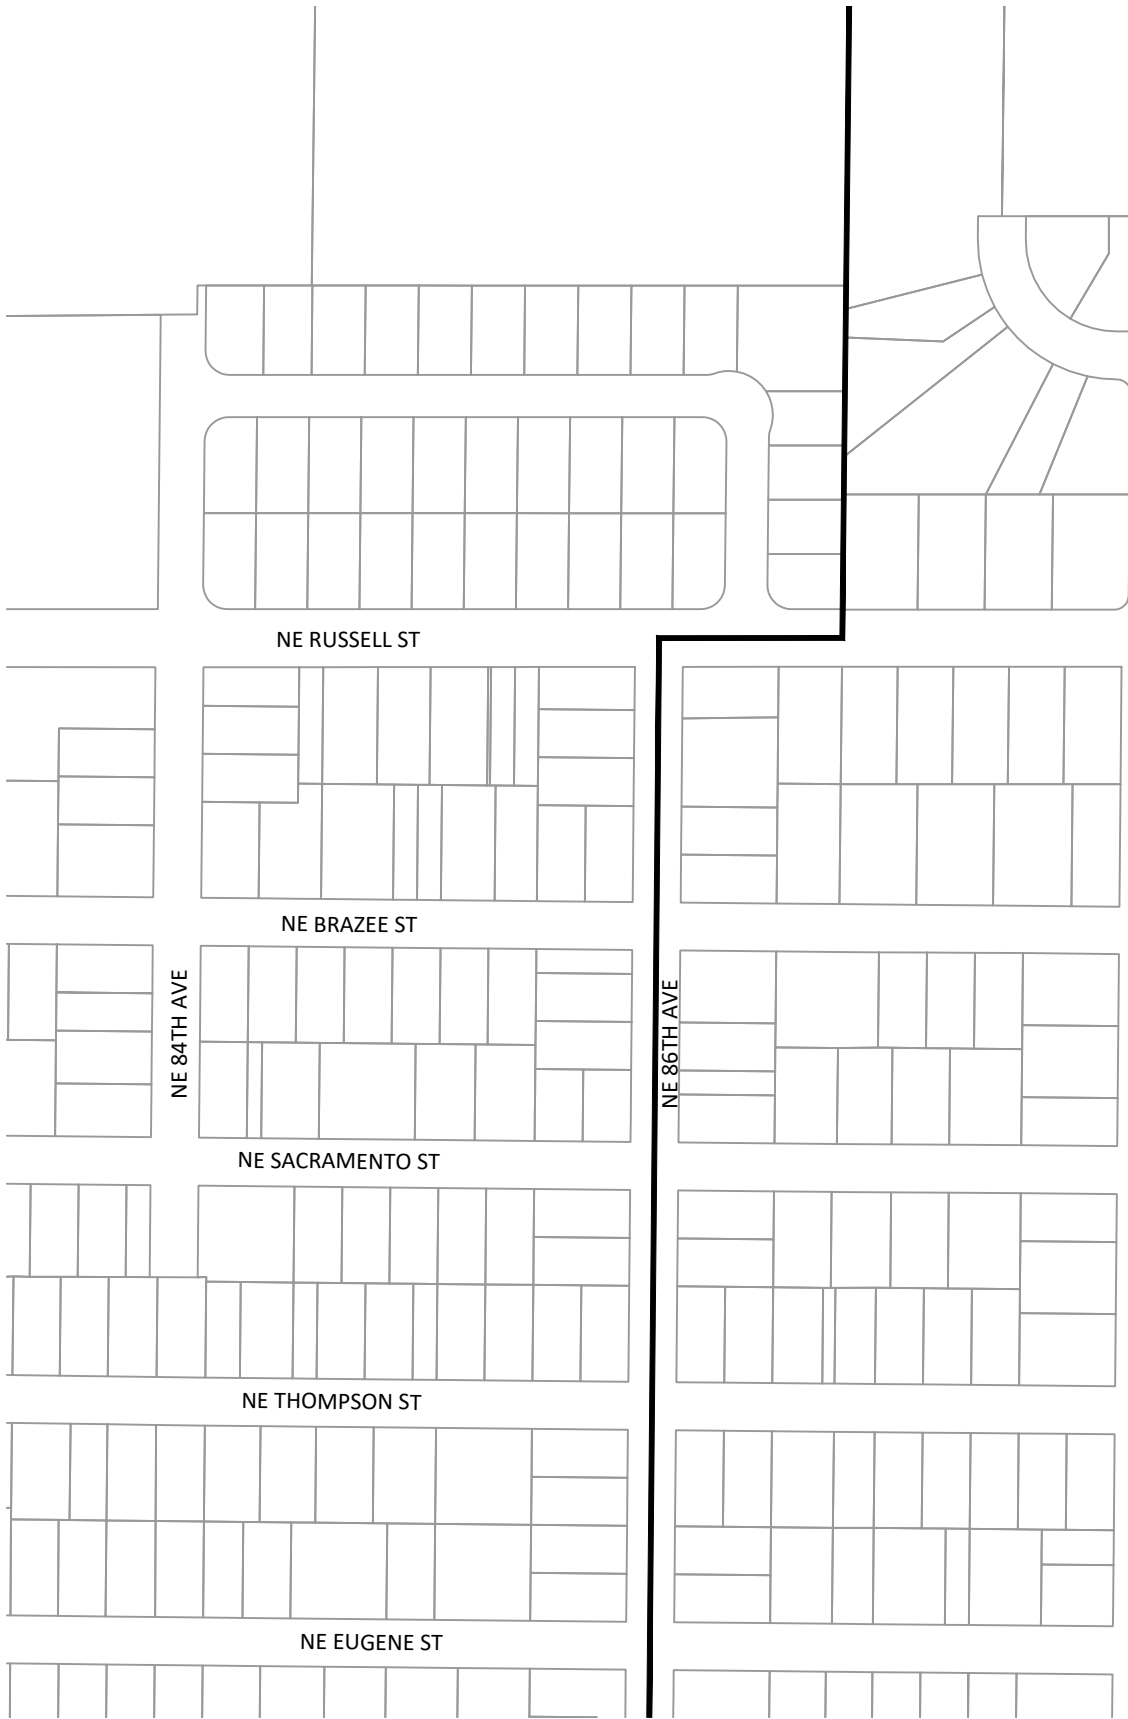 NE RUSSELL ST
NE BRAZEE ST
NE 84TH AVE
NE 86TH AVE
NE SACRAMENTO ST
NE THOMPSON ST
NE EUGENE ST